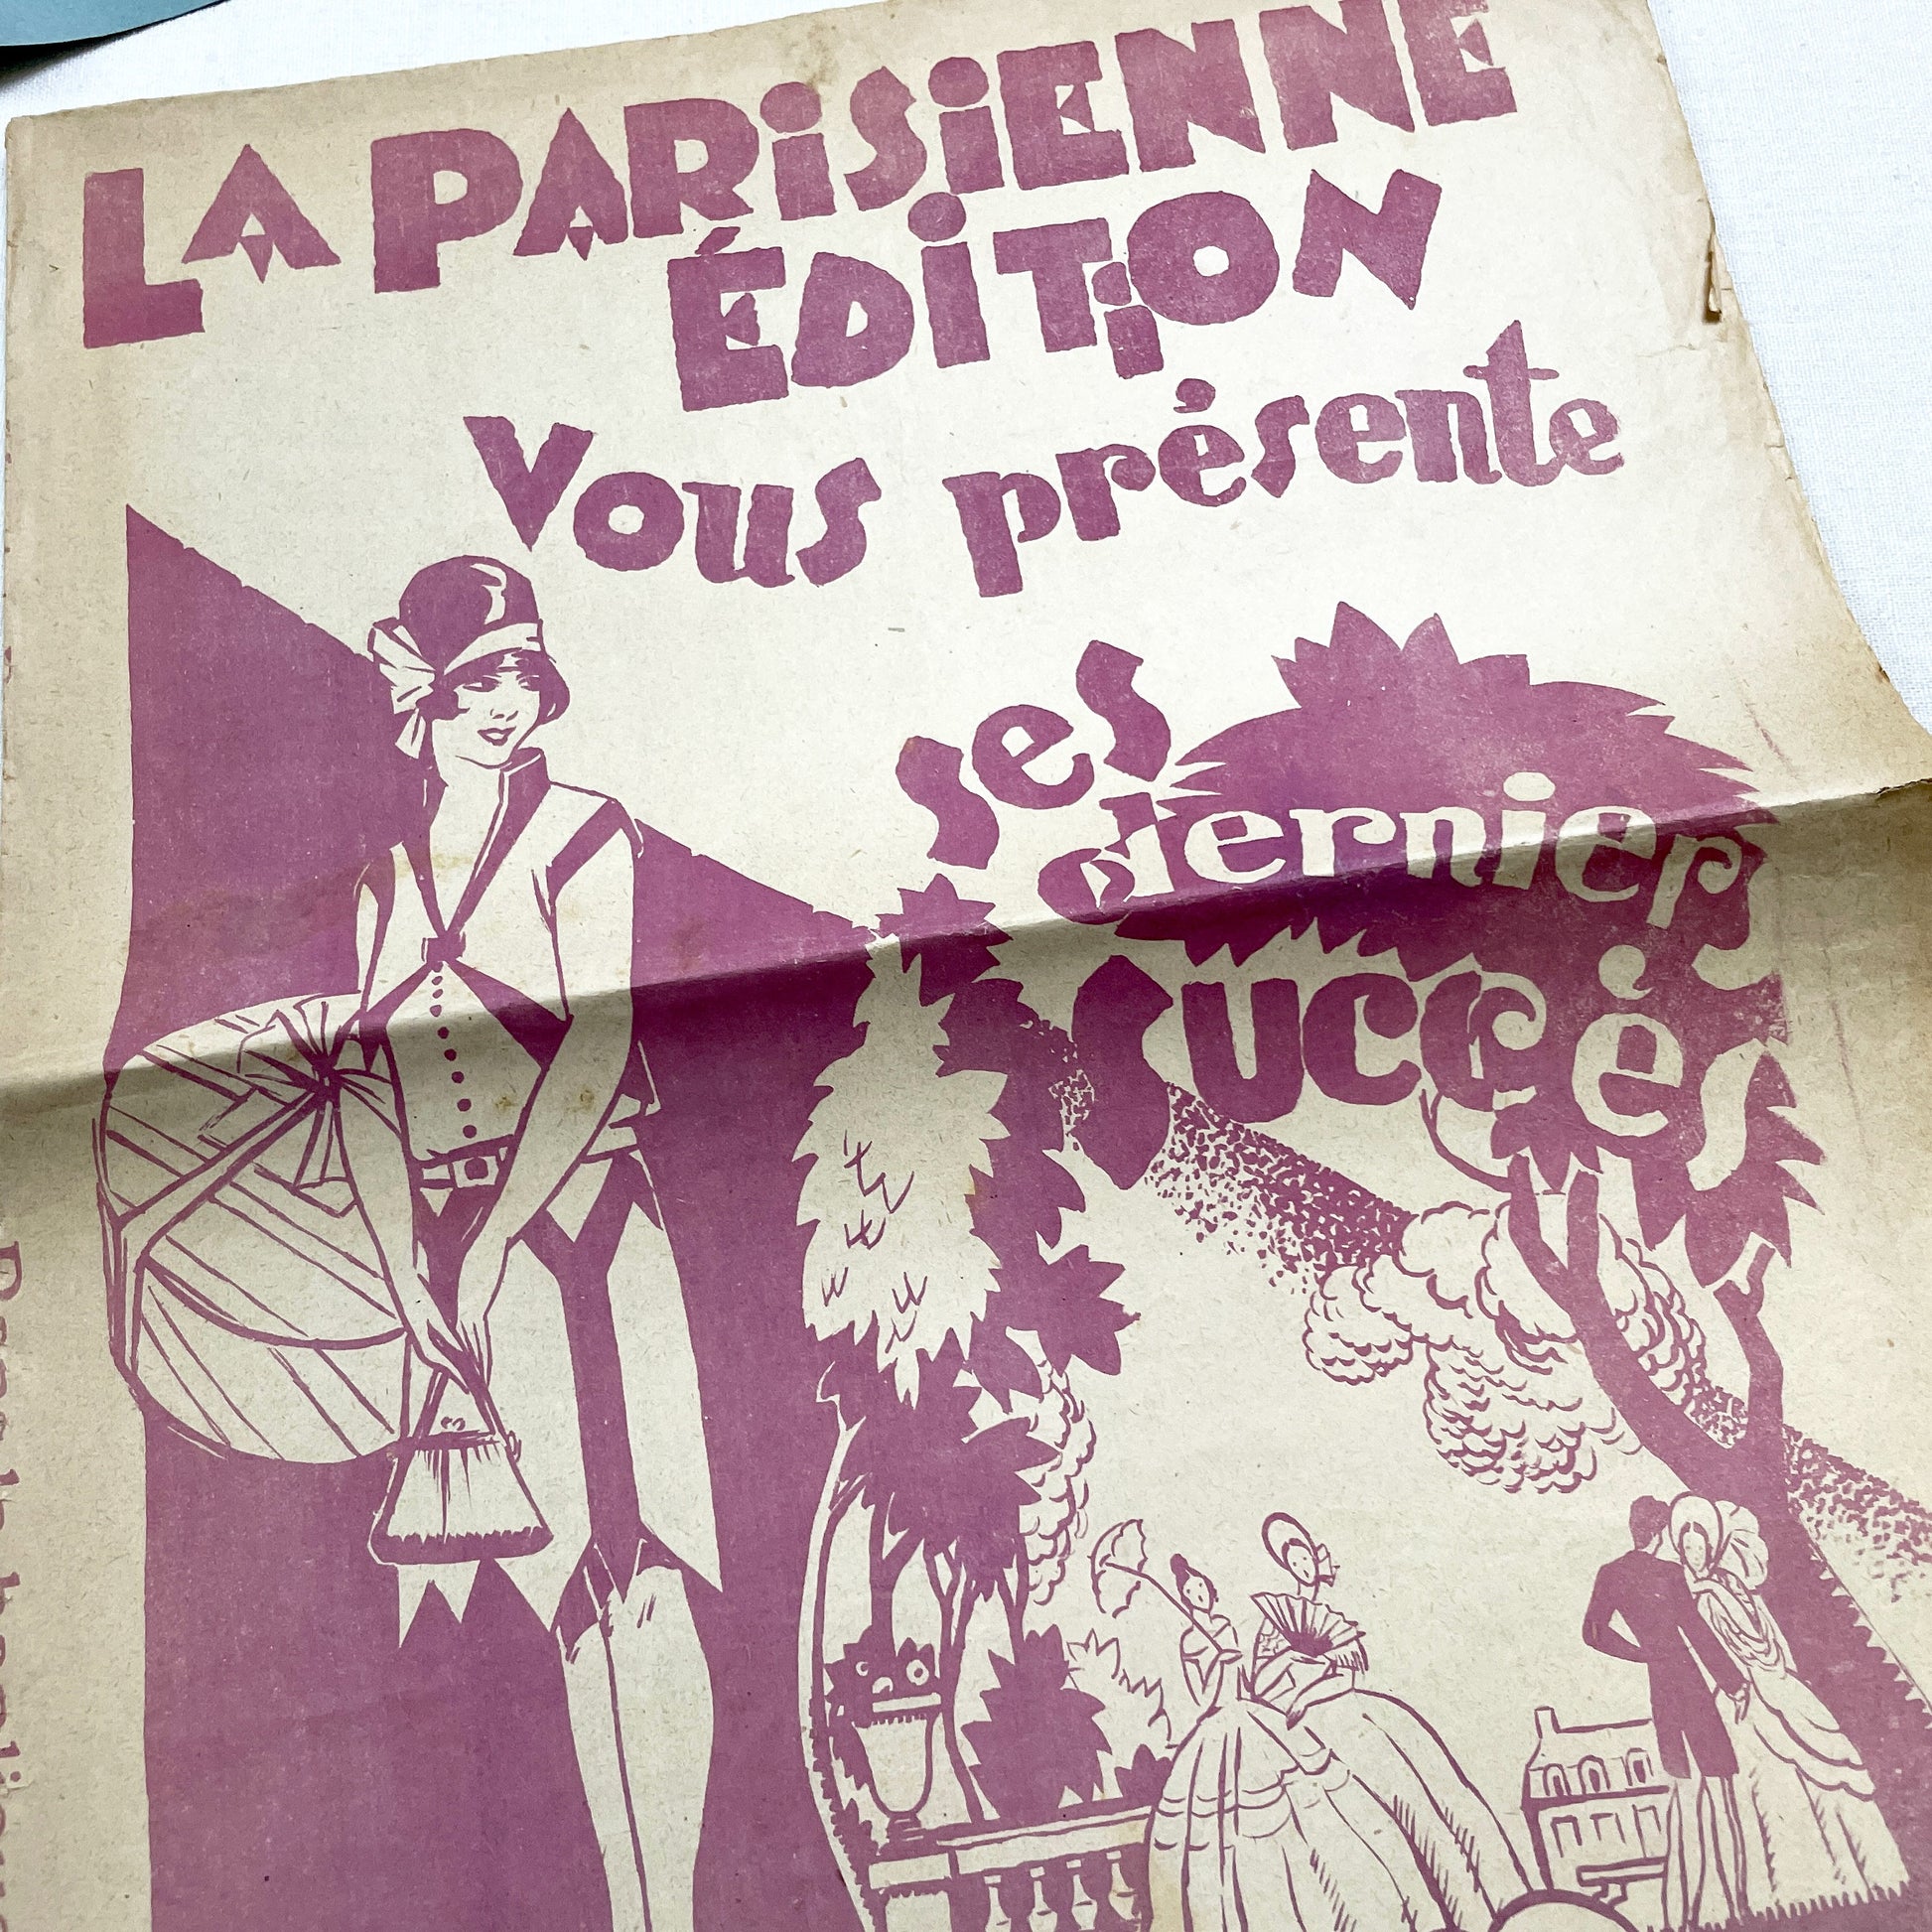 LA PARiSiENNE
ÉDiTiON
Vous présente
ses
derniers
succès